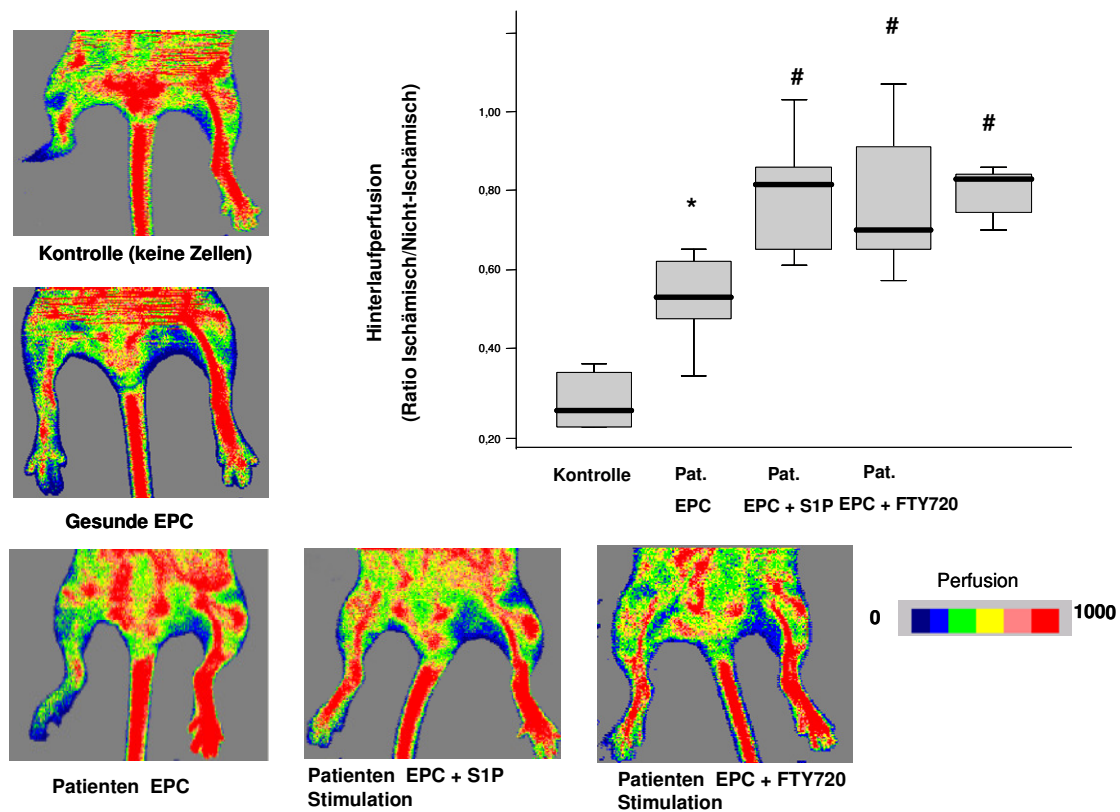 Kontrolle (keine Zellen)
Gesunde EPC
Patienten EPC
Patienten EPC + S1P
Stimulation
Patienten EPC + FTY720
Stimulation
Hinterlaufperfusion
(Ratio Ischämisch/Nicht-Ischämisch)
1,00
0,80
0,60
0,40
0,20
*
#
#
#
Kontrolle
Pat.
EPC
Pat.
EPC + S1P
Pat.
EPC + FTY720
Perfusion
0
1000